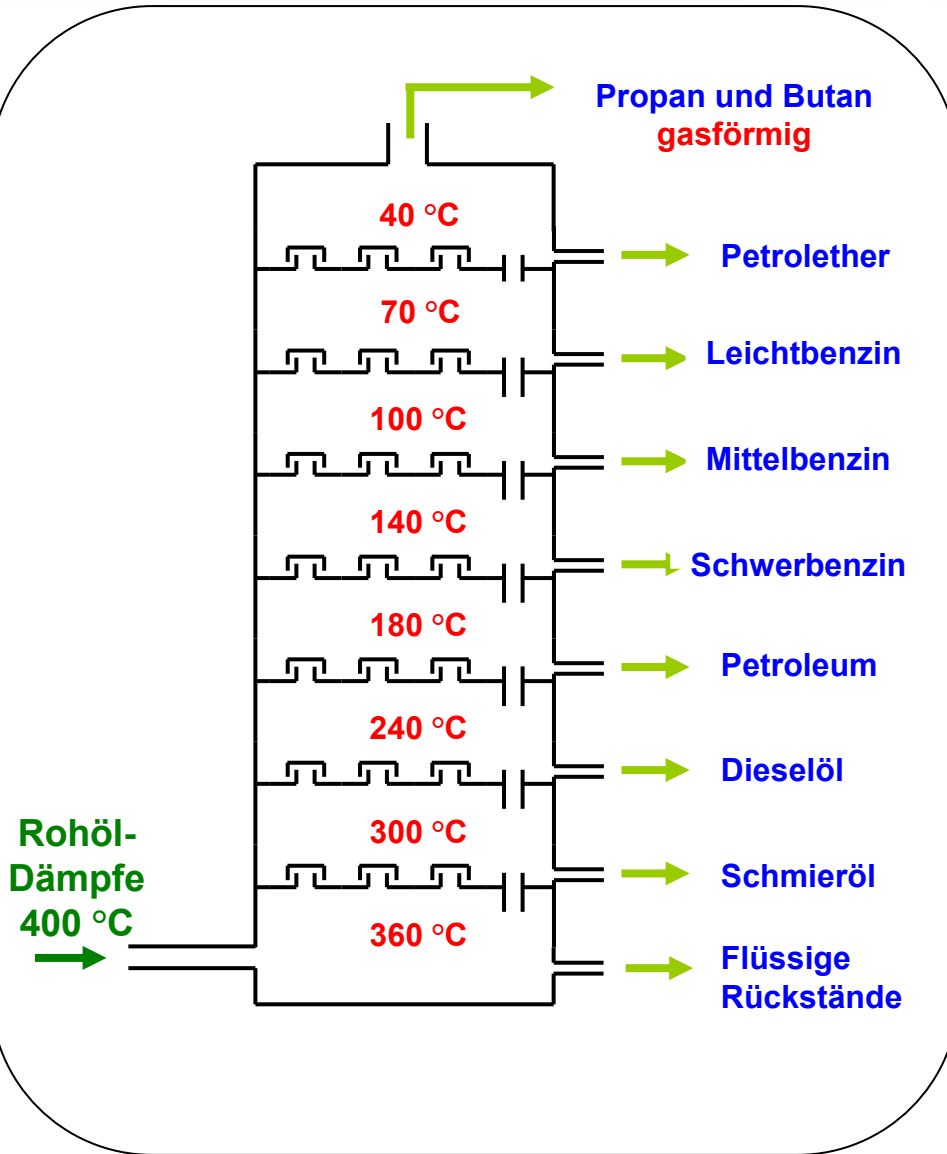 Propan und Butan
gasförmig
40 °C
Petrolether
70 °C
Leichtbenzin
100 °C
Mittelbenzin
140 °C
Schwerbenzin
180 °C
Petroleum
240 °C
Dieselöl
300 °C
Schmieröl
Rohöl-
Dämpfe
400 °C
360 °C
Flüssige
Rückstände